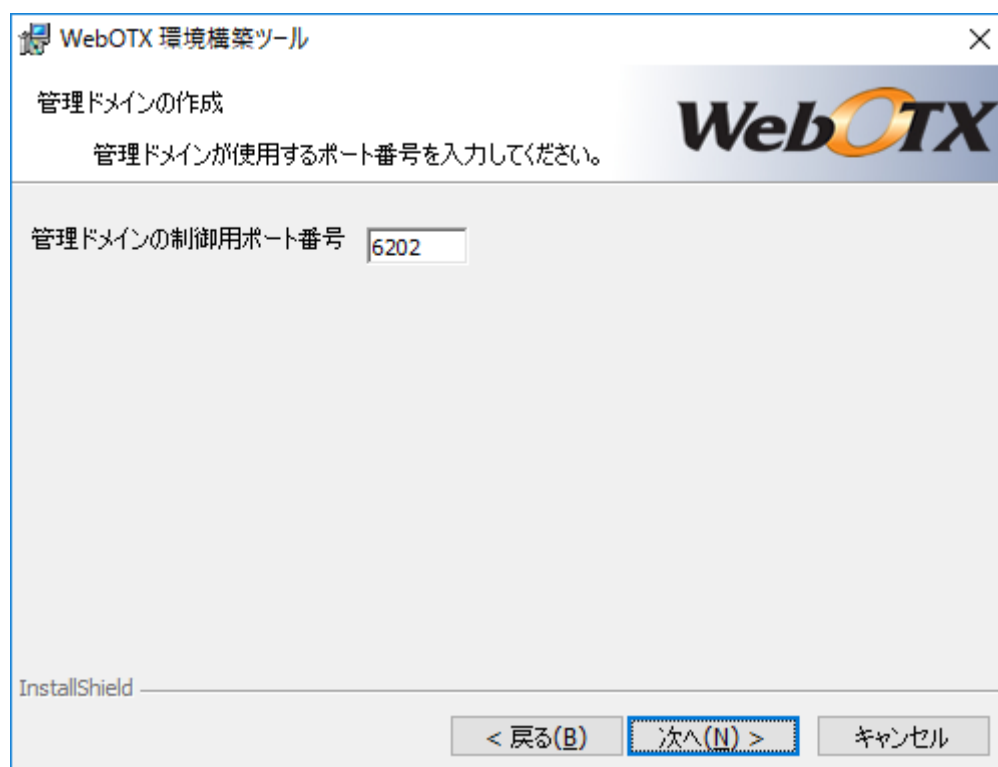 WebOTX 環境構築ツール
管理ドメインの作成
管理ドメインが使用するポート番号を入力してください。
WebOTX
管理ドメインの制御用ポート番号 6202
InstallShield
< 戻る(B) 次へ(N) > キャンセル